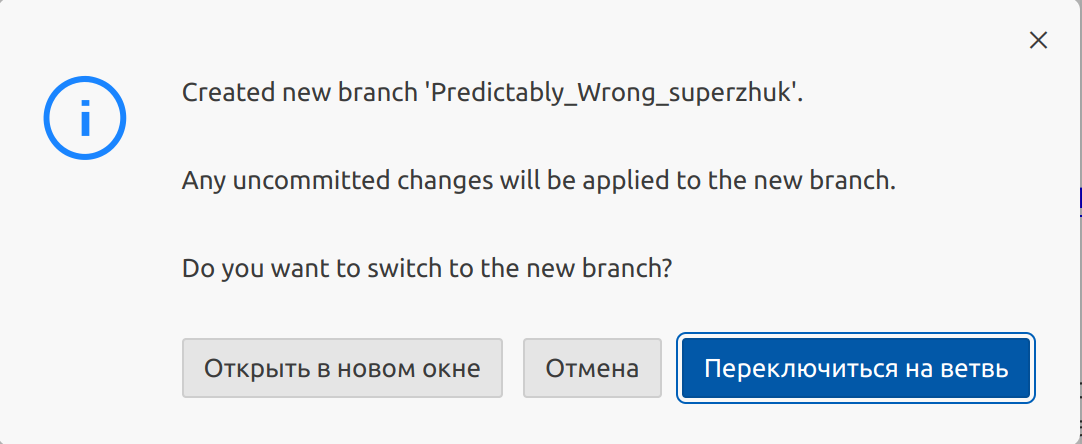 Created new branch 'Predictably_Wrong_superzhuk'.
Any uncommitted changes will be applied to the new branch.
Do you want to switch to the new branch?
Открыть в новом окне Отмена Переключиться на ветвь